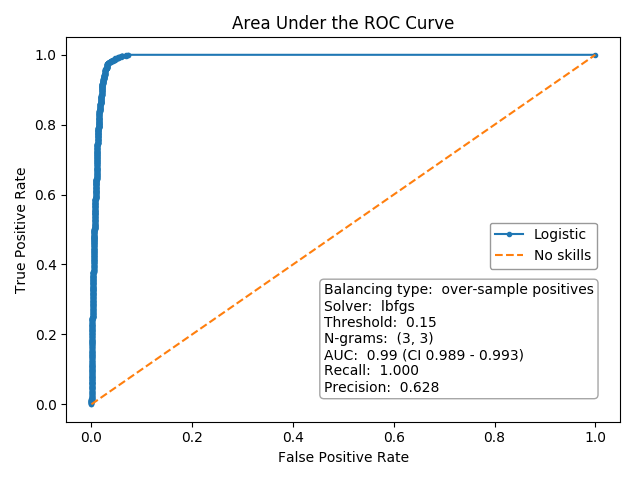 Area Under the ROC Curve
True Positive Rate
1.0
0.8
0.6
0.4
0.2
0.0
Logistic
No skills
Balancing type:  over-sample positives
Solver:  lbfgs
Threshold:  0.15
N-grams:  (3, 3)
AUC:  0.99 (CI 0.989 - 0.993)
Recall:  1.000
Precision:  0.628
0.0 0.2 0.4 0.6 0.8 1.0
False Positive Rate